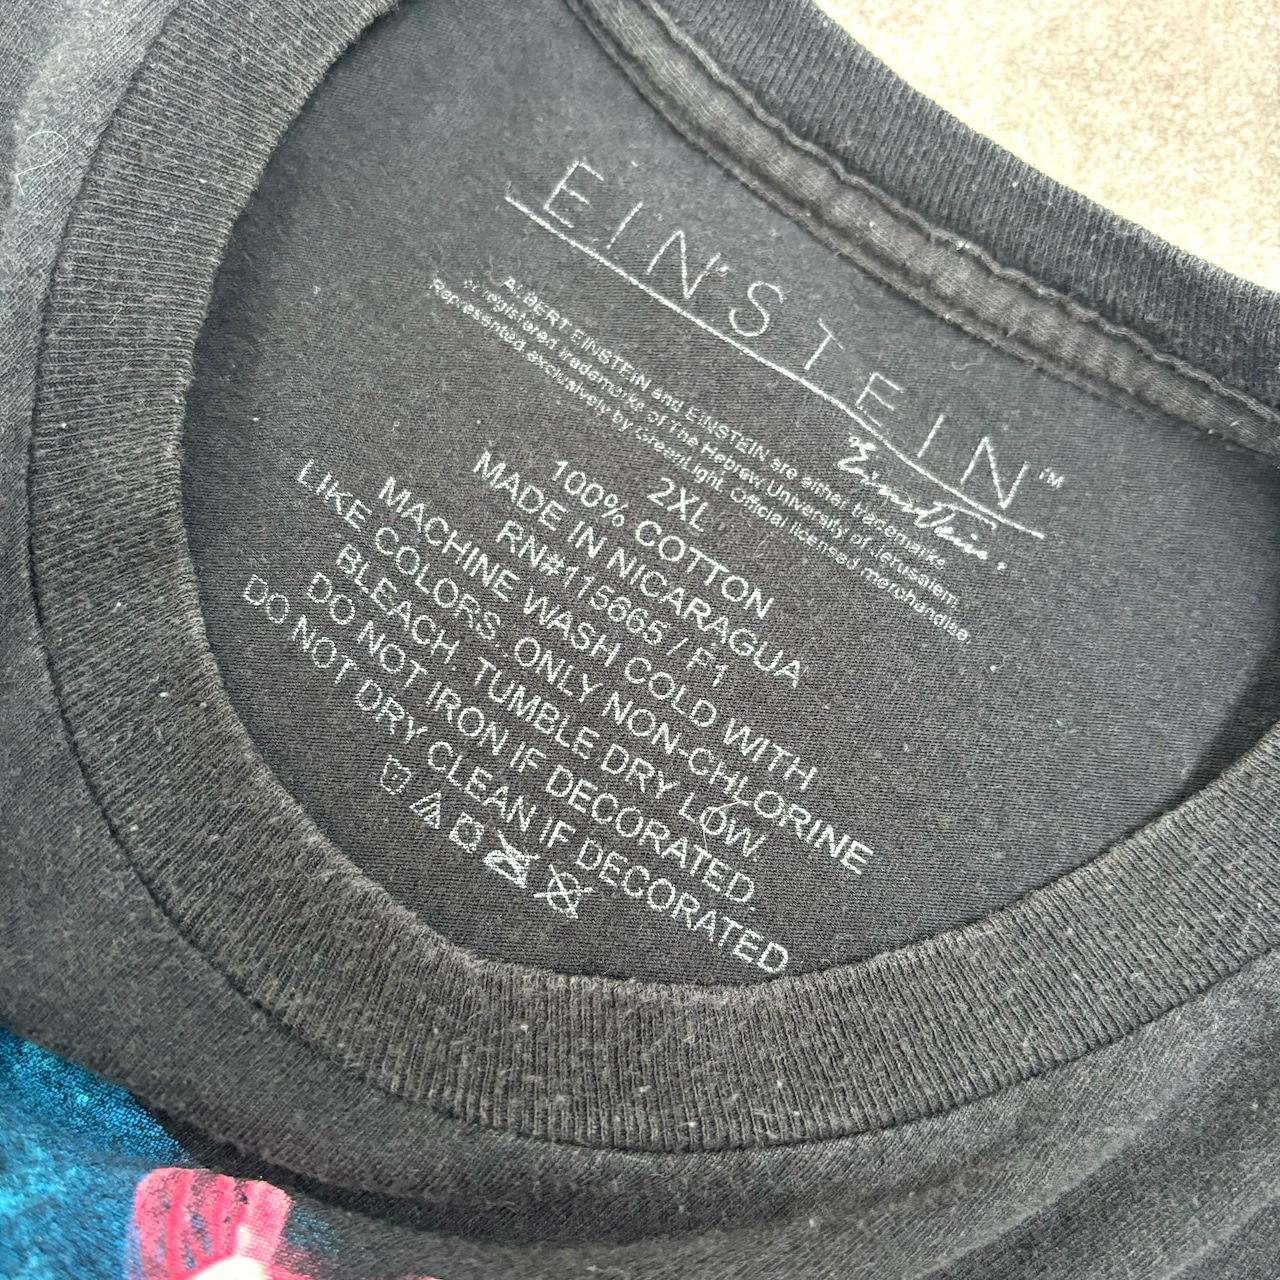 EINSTEIN™
Einstein.
ALBERT EINSTEIN and EINSTEIN are either trademarks
or registered trademarks of The Hebrew University of Jerusalem.
Represented exclusively by GreenLight. Official licensed merchandise.
2XL
100% COTTON
MADE IN NICARAGUA
RN#115665 / F1
MACHINE WASH COLD WITH
LIKE COLORS. ONLY NON-CHLORINE
BLEACH. TUMBLE DRY LOW.
DO NOT IRON IF DECORATED.
DO NOT DRY CLEAN IF DECORATED